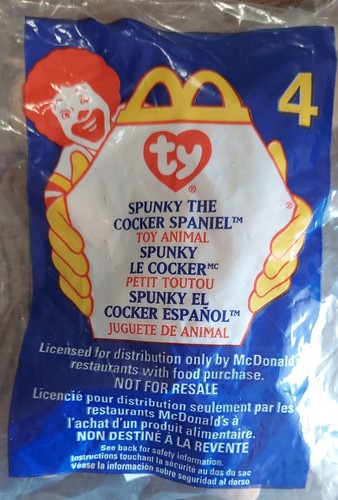 4
ty®
SPUNKY THE
COCKER SPANIEL™
TOY ANIMAL
SPUNKY
LE COCKER MC
PETIT TOUTOU
SPUNKY EL
COCKER ESPAÑOL™
JUGUETE DE ANIMAL
®
Licensed for distribution only by McDonald's
restaurants with food purchase.
NOT FOR RESALE
Licencié pour distribution seulement par les
restaurants McDonald's à
l'achat d'un produit alimentaire.
NON DESTINÉ À LA REVENTE
See back for safety information.
Instructions touchant la sécurité au dos du sac
Véase la información sobre seguridad al dorso